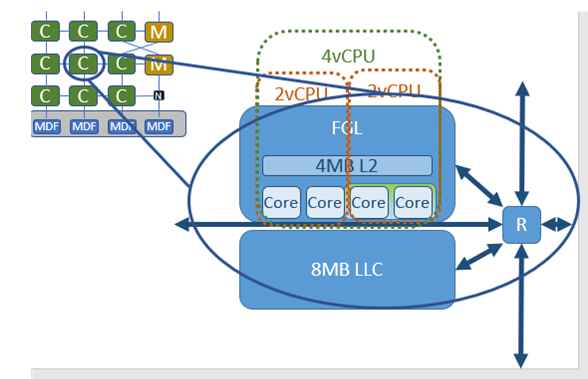 C C C M
C C C M
C C C N
MDF MDF MDF MDF
4vCPU
2vCPU 2vCPU
FGL
4MB L2
Core Core Core Core
R
8MB LLC